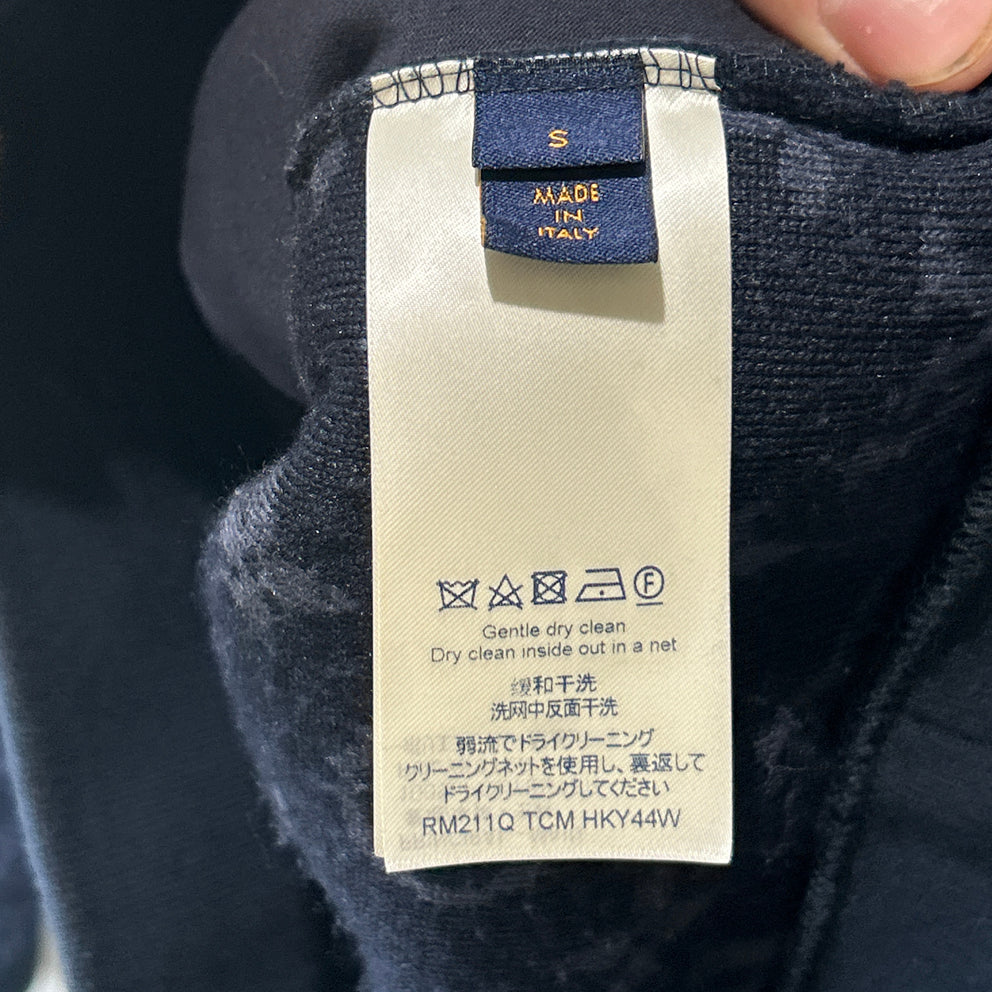 S
MADE
IN
ITALY
F
Gentle dry clean
Dry clean inside out in a net
缓和干洗
洗网中反面干洗
弱流でドライクリーニング
クリーニングネットを使用し、裏返して
ドライクリーニングしてください
RM211Q TCM HKY44W